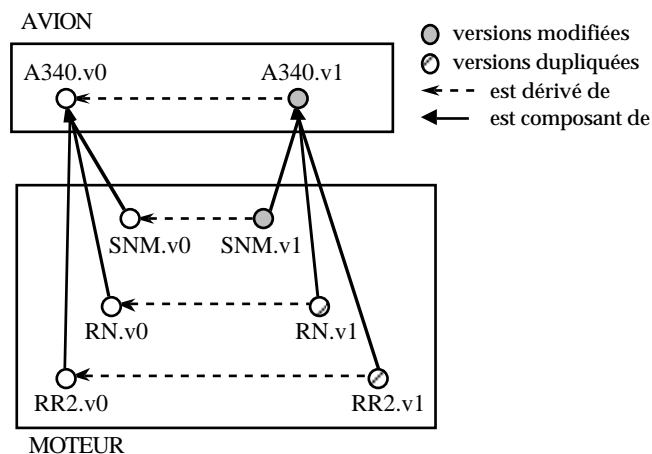 AVION
A340.v0
A340.v1
versions modifiées
versions dupliquées
est dérivé de
est composant de
SNM.v0
SNM.v1
RN.v0
RN.v1
RR2.v0
RR2.v1
MOTEUR